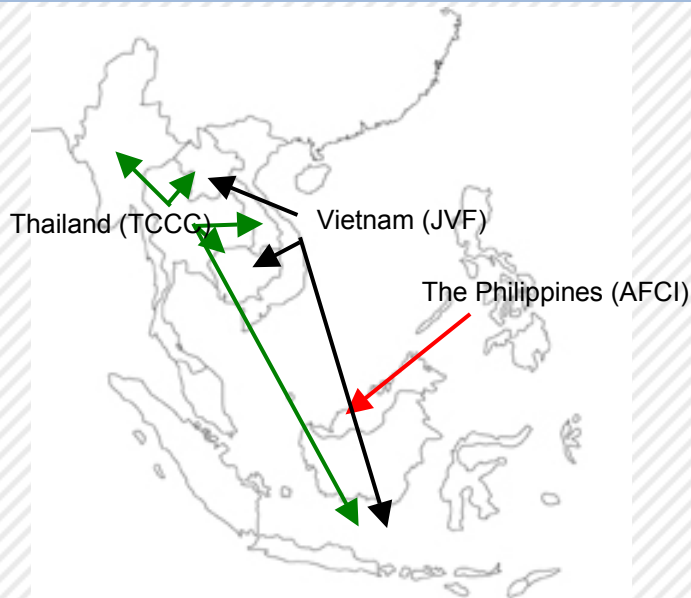 Thailand (TCCC)
Vietnam (JVF)
The Philippines (AFCI)